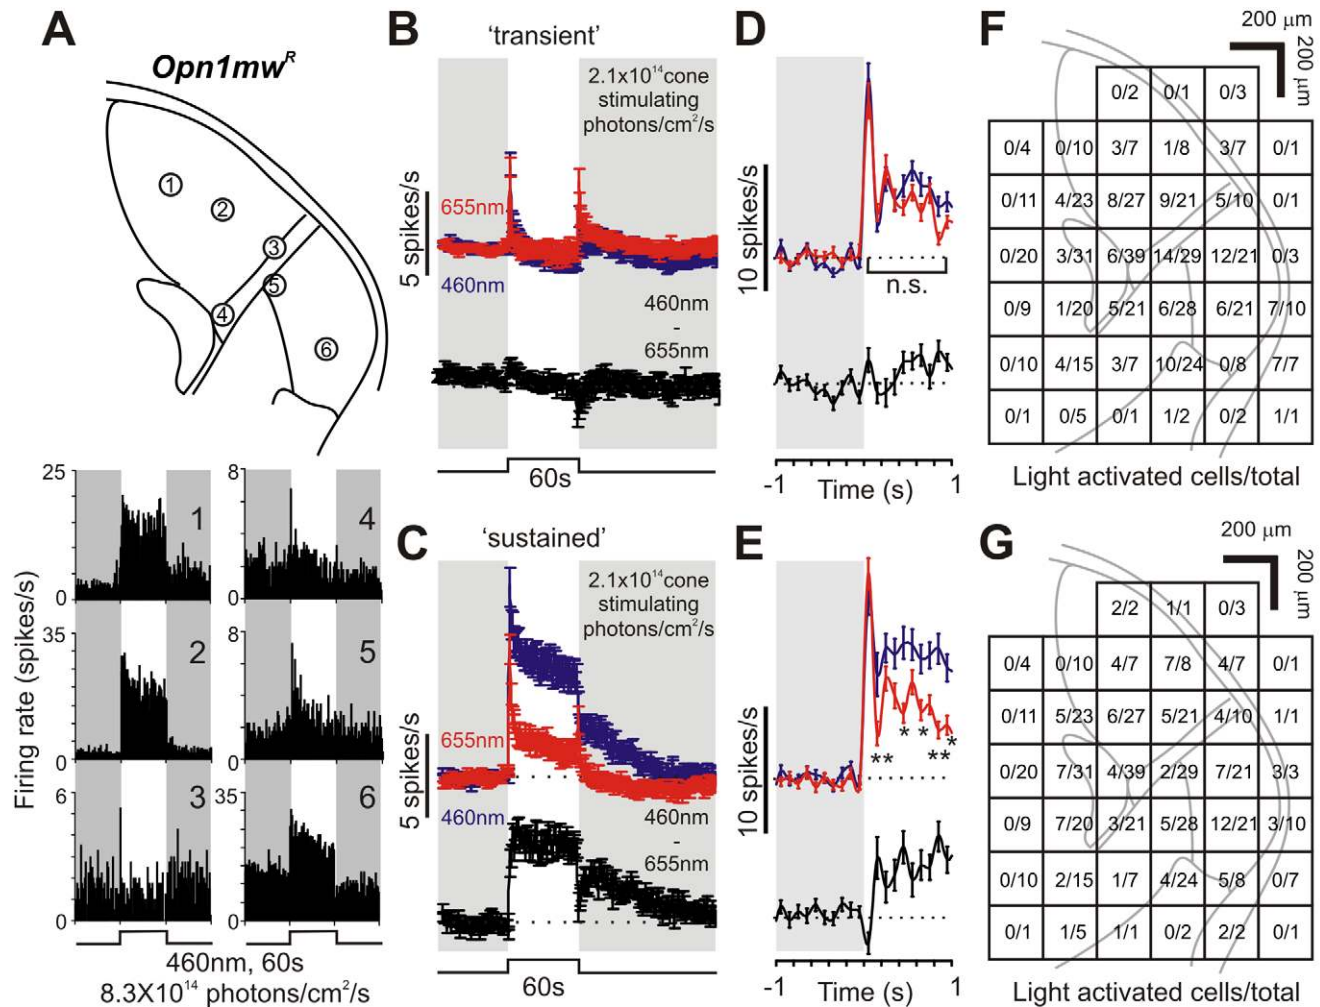 A
Opn1mwR
1
2
3
4
5
6
25
0
1
8
0
4
35
0
2
8
0
5
6
0
3
35
0
6
Firing rate (spikes/s)
460nm, 60s
8.3X10^14 photons/cm2/s
B
'transient'
2.1x10^14 cone
stimulating
photons/cm2/s
655nm
460nm
5 spikes/s
460nm
-
655nm
60s
C
'sustained'
2.1x10^14 cone
stimulating
photons/cm2/s
655nm
460nm
5 spikes/s
460nm
-
655nm
60s
D
10 spikes/s
n.s.
-1 Time (s) 1
E
10 spikes/s
** * * ** *
-1 Time (s) 1
F
200 µm
200 µm
0/2 0/1 0/3
0/4 0/10 3/7 1/8 3/7 0/1
0/11 4/23 8/27 9/21 5/10 0/1
0/20 3/31 6/39 14/29 12/21 0/3
0/9 1/20 5/21 6/28 6/21 7/10
0/10 4/15 3/7 10/24 0/8 7/7
0/1 0/5 0/1 1/2 0/2 1/1
Light activated cells/total
G
200 µm
200 µm
2/2 1/1 0/3
0/4 0/10 4/7 7/8 4/7 0/1
0/11 5/23 6/27 5/21 4/10 1/1
0/20 7/31 4/39 2/29 7/21 3/3
0/9 7/20 3/21 5/28 12/21 3/10
0/10 2/15 1/7 4/24 5/8 0/7
0/1 1/5 1/1 0/2 2/2 0/1
Light activated cells/total